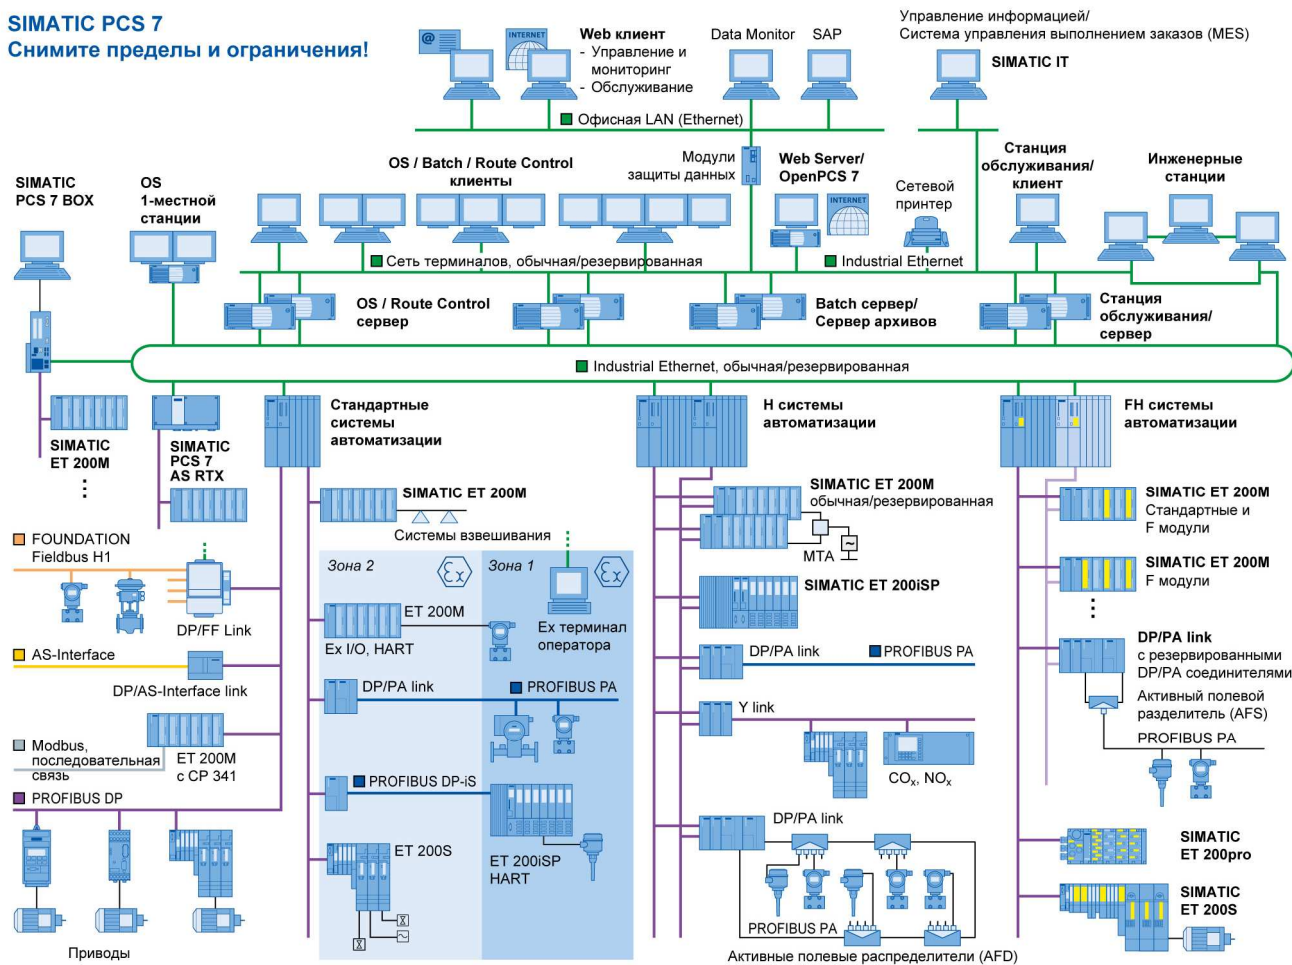 SIMATIC PCS 7
Снимите пределы и ограничения!
@
INTERNET
Web клиент
- Управление и
мониторинг
- Обслуживание
Data Monitor
SAP
Управление информацией/
Система управления выполнением заказов (MES)
SIMATIC IT
Офисная LAN (Ethernet)
SIMATIC
PCS 7 BOX
OS
1-местной
станции
OS / Batch / Route Control
клиенты
Модули
защиты данных
Web Server/
OpenPCS 7
INTERNET
Сетевой
принтер
Станция
обслуживания/
клиент
Инженерные
станции
Сеть терминалов, обычная/резервированная
Industrial Ethernet
OS / Route Control
сервер
Batch сервер/
Сервер архивов
Станция
обслуживания/
сервер
Industrial Ethernet, обычная/резервированная
Стандартные
системы
автоматизации
H системы
автоматизации
FH системы
автоматизации
SIMATIC
ET 200M
SIMATIC
PCS 7
AS RTX
SIMATIC ET 200M
Системы взвешивания
SIMATIC ET 200M
обычная/резервированная
MTA
SIMATIC ET 200M
Стандартные и
F модули
SIMATIC ET 200M
F модули
FOUNDATION
Fieldbus H1
DP/FF Link
Зона 2
Ex
Зона 1
Ex
ET 200M
Ex I/O, HART
Ex терминал
оператора
SIMATIC ET 200iSP
AS-Interface
DP/AS-Interface link
DP/PA link
PROFIBUS PA
DP/PA link
PROFIBUS PA
DP/PA link
с резервированными
DP/PA соединителями
Активный полевой
разделитель (AFS)
PROFIBUS PA
Y link
COx, NOx
Modbus,
последовательная
связь
ET 200M
с CP 341
PROFIBUS DP
PROFIBUS DP-iS
ET 200iSP
HART
ET 200S
DP/PA link
PROFIBUS PA
Активные полевые распределители (AFD)
SIMATIC
ET 200pro
SIMATIC
ET 200S
Приводы